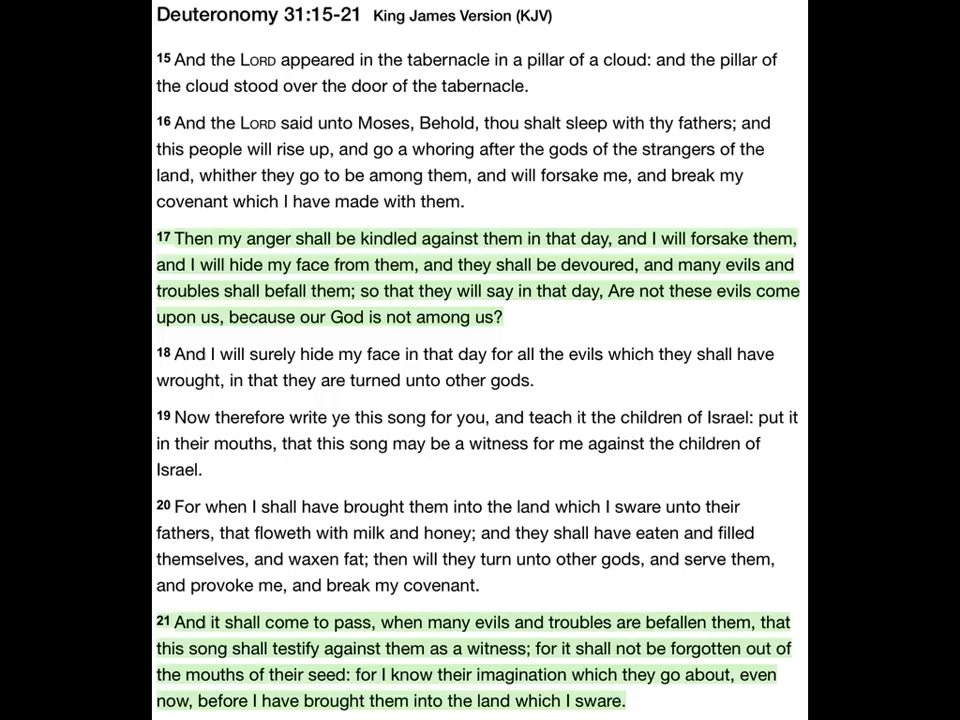 Deuteronomy 31:15-21 King James Version (KJV)
15 And the LORD appeared in the tabernacle in a pillar of a cloud: and the pillar of
the cloud stood over the door of the tabernacle.
16 And the LORD said unto Moses, Behold, thou shalt sleep with thy fathers; and
this people will rise up, and go a whoring after the gods of the strangers of the
land, whither they go to be among them, and will forsake me, and break my
covenant which I have made with them.
17 Then my anger shall be kindled against them in that day, and I will forsake them,
and I will hide my face from them, and they shall be devoured, and many evils and
troubles shall befall them; so that they will say in that day, Are not these evils come
upon us, because our God is not among us?
18 And I will surely hide my face in that day for all the evils which they shall have
wrought, in that they are turned unto other gods.
19 Now therefore write ye this song for you, and teach it the children of Israel: put it
in their mouths, that this song may be a witness for me against the children of
Israel.
20 For when I shall have brought them into the land which I sware unto their
fathers, that floweth with milk and honey; and they shall have eaten and filled
themselves, and waxen fat; then will they turn unto other gods, and serve them,
and provoke me, and break my covenant.
21 And it shall come to pass, when many evils and troubles are befallen them, that
this song shall testify against them as a witness; for it shall not be forgotten out of
the mouths of their seed: for I know their imagination which they go about, even
now, before I have brought them into the land which I sware.